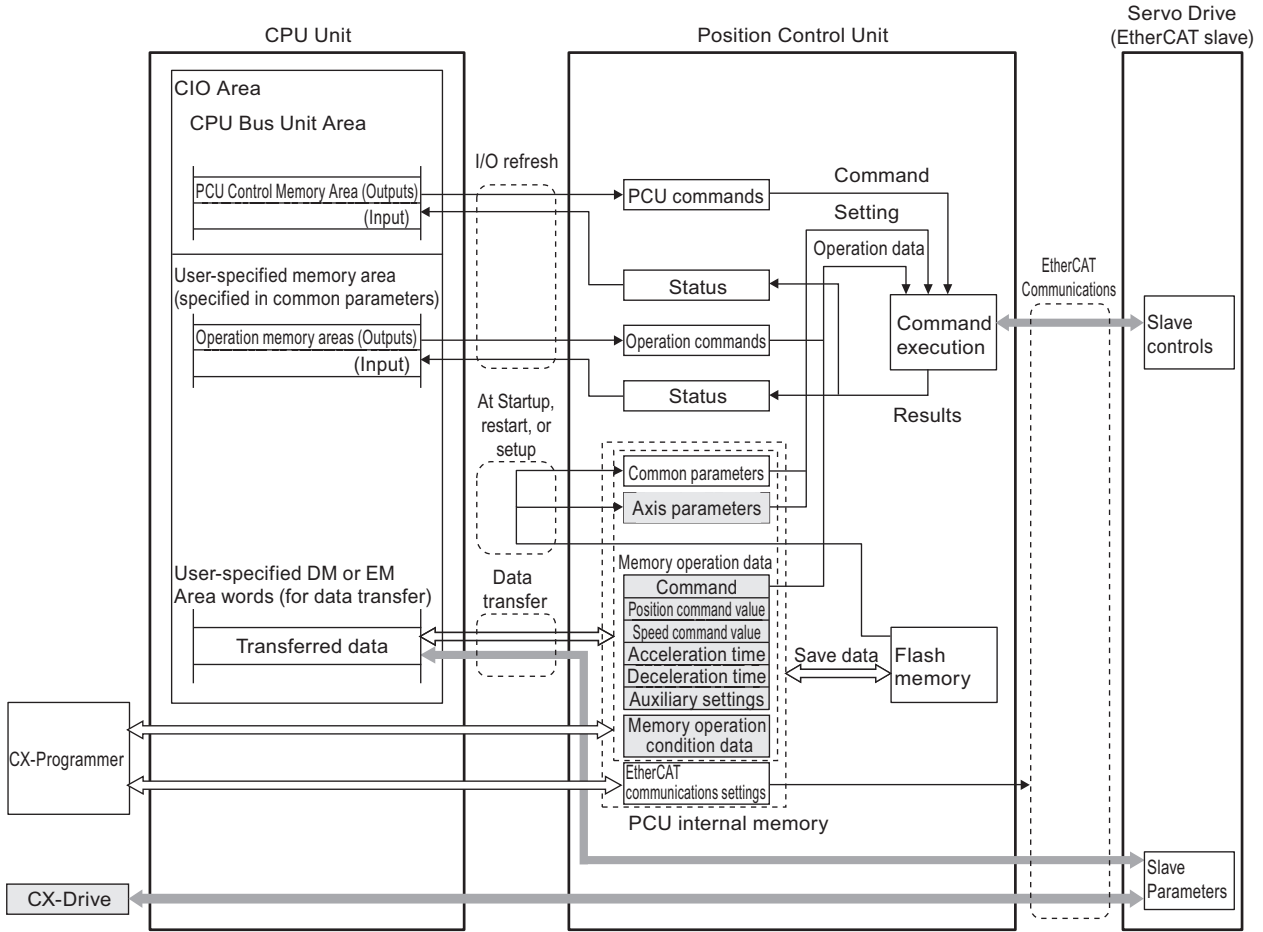 CPU Unit
Position Control Unit
Servo Drive
(EtherCAT slave)
CIO Area
CPU Bus Unit Area
I/O refresh
PCU Control Memory Area (Outputs)
(Input)
PCU commands
Command
Setting
Operation data
User-specified memory area
(specified in common parameters)
Status
EtherCAT
Communications
Operation memory areas (Outputs)
(Input)
Operation commands
Command
execution
Slave
controls
Status
Results
At Startup,
restart, or
setup
Common parameters
Axis parameters
User-specified DM or EM
Area words (for data transfer)
Data
transfer
Memory operation data
Command
Position command value
Speed command value
Acceleration time
Deceleration time
Auxiliary settings
Transferred data
Save data
Flash
memory
Memory operation
condition data
CX-Programmer
EtherCAT
communications settings
PCU internal memory
CX-Drive
Slave
Parameters